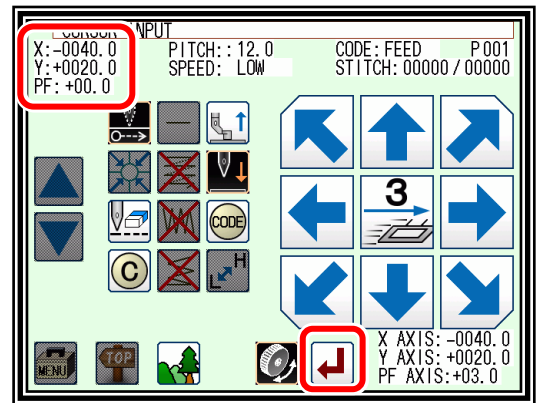 CURSOR INPUT
X:-0040.0 PITCH::12.0 CODE:FEED P001
Y:+0020.0 SPEED: LOW STITCH:00000/00000
PF:+00.0
CODE
3
C
L H
X AXIS:-0040.0
MENU TOP Y AXIS:+0020.0
PF AXIS:+03.0